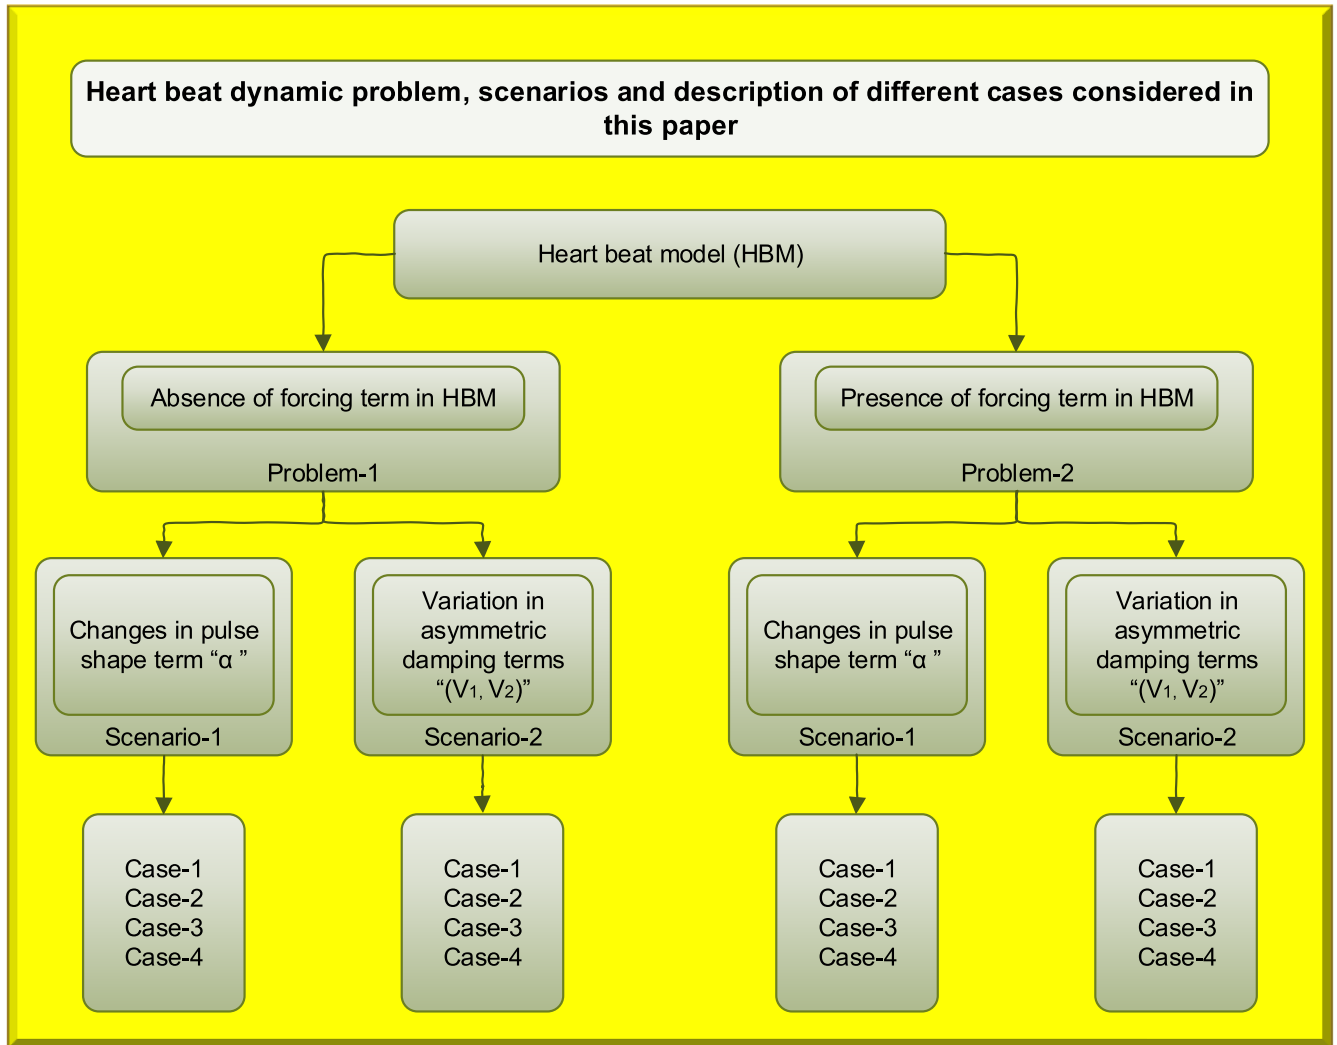 Heart beat dynamic problem, scenarios and description of different cases considered in
this paper
Heart beat model (HBM)
Absence of forcing term in HBM
Problem-1
Presence of forcing term in HBM
Problem-2
Changes in pulse
shape term “α ”
Scenario-1
Variation in
asymmetric
damping terms
“(V1, V2)”
Scenario-2
Changes in pulse
shape term “α ”
Scenario-1
Variation in
asymmetric
damping terms
“(V1, V2)”
Scenario-2
Case-1
Case-2
Case-3
Case-4
Case-1
Case-2
Case-3
Case-4
Case-1
Case-2
Case-3
Case-4
Case-1
Case-2
Case-3
Case-4